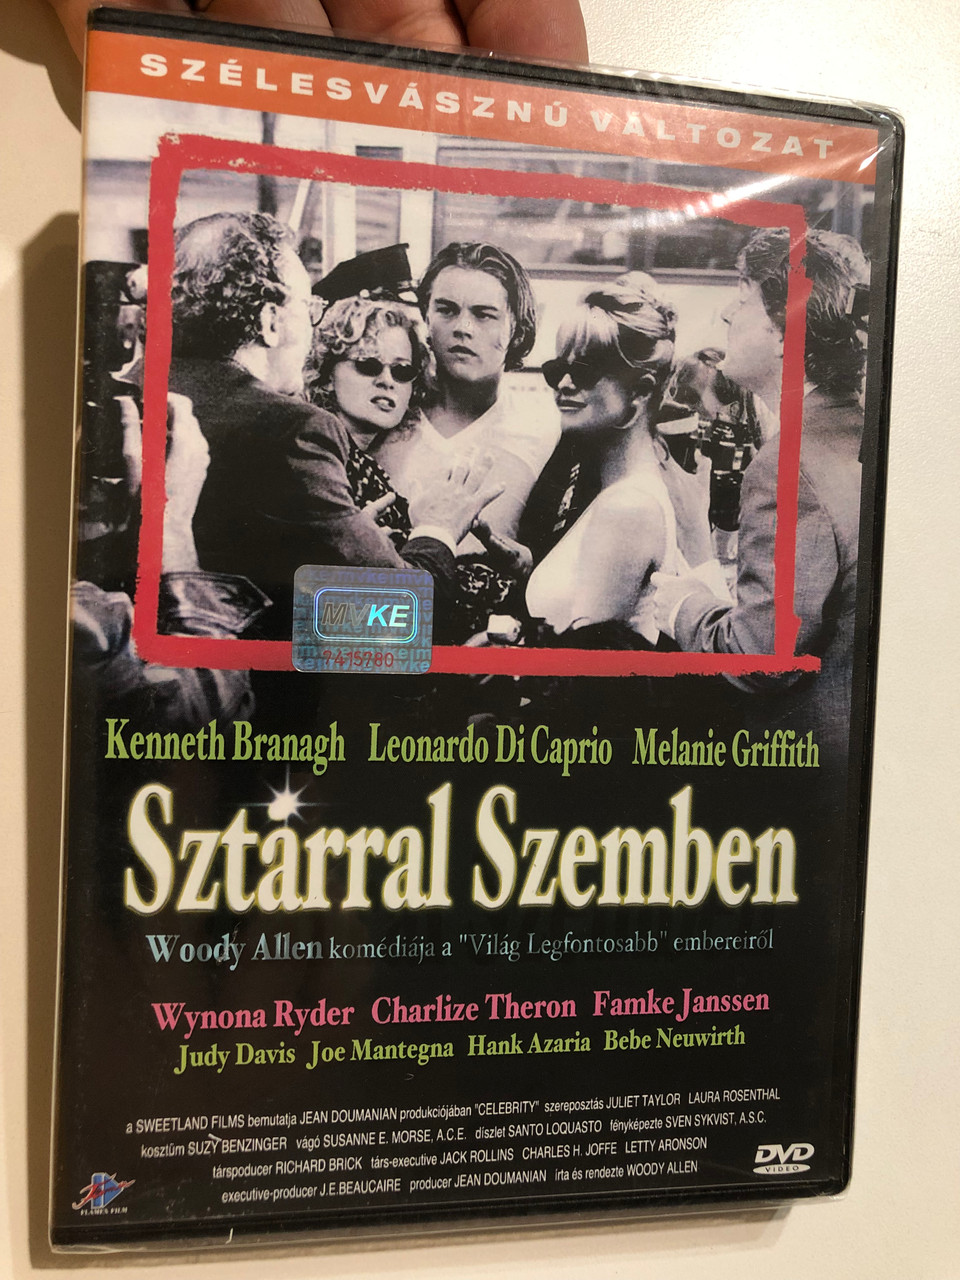 SZÉLESVÁSZNÚ VÁLTOZAT
MVKE
7415780
Kenneth Branagh Leonardo Di Caprio Melanie Griffith
Sztárral Szemben
Woody Allen komédiája a "Világ Legfontosabb" embereiről
Wynona Ryder Charlize Theron Famke Janssen
Judy Davis Joe Mantegna Hank Azaria Bebe Neuwirth
a SWEETLAND FILMS bemutatja JEAN DOUMANIAN produkciójában "CELEBRITY" szereposztás JULIET TAYLOR LAURA ROSENTHAL
kosztüm SUZY BENZINGER vágó SUSANNE E. MORSE, A.C.E. díszlet SANTO LOQUASTO fényképezte SVEN SYKVIST, A.S.C.
társproducer RICHARD BRICK társ-executive JACK ROLLINS CHARLES H. JOFFE LETTY ARONSON
executive-producer J.E.BEAUCAIRE producer JEAN DOUMANIAN írta és rendezte WOODY ALLEN
DVD
VIDEO
FLAMES FILM